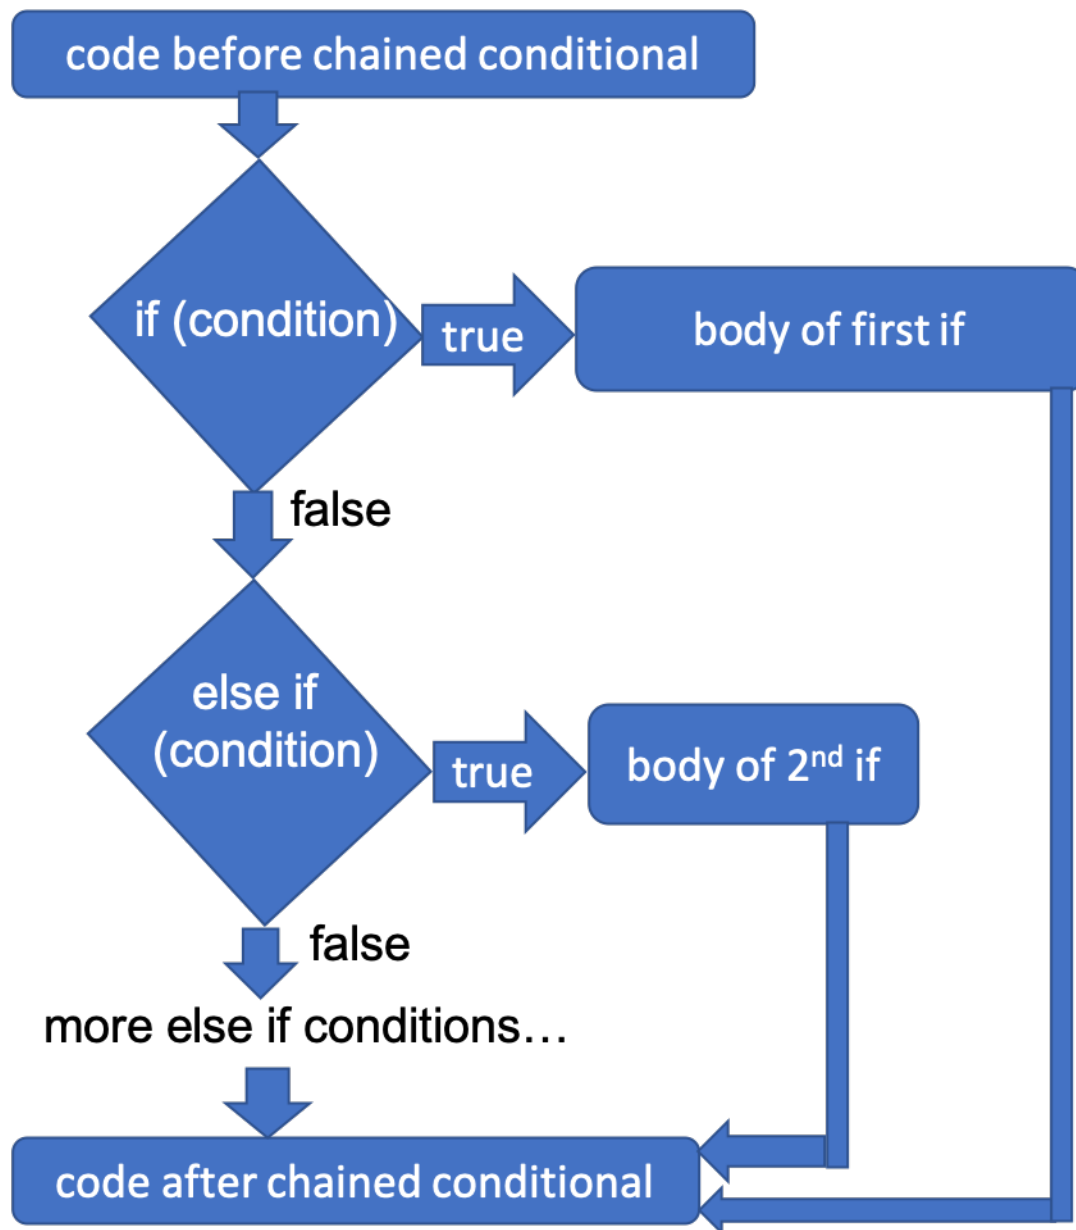 code before chained conditional
if (condition)
true
body of first if
false
else if
(condition)
true
body of 2nd if
false
more else if conditions…
code after chained conditional